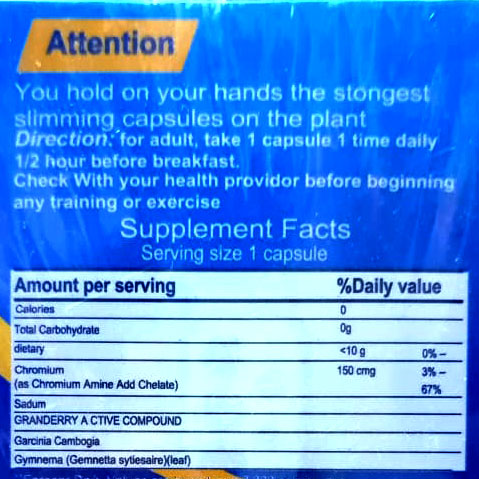 Attention
You hold on your hands the stongest
slimming capsules on the plant
Direction: for adult, take 1 capsule 1 time daily
1/2 hour before breakfast.
Check With your health providor before beginning
any training or exercise
Supplement Facts
Serving size 1 capsule
Amount per serving %Daily value
Calories 0
Total Carbohydrate 0g
dietary <10 g 0% –
Chromium 150 cmg 3% –
(as Chromium Amine Add Chelate) 67%
Sadum
GRANDERRY A CTIVE COMPOUND
Garcinia Cambogia
Gymnema (Gemnetta sytiesaire)(leaf)